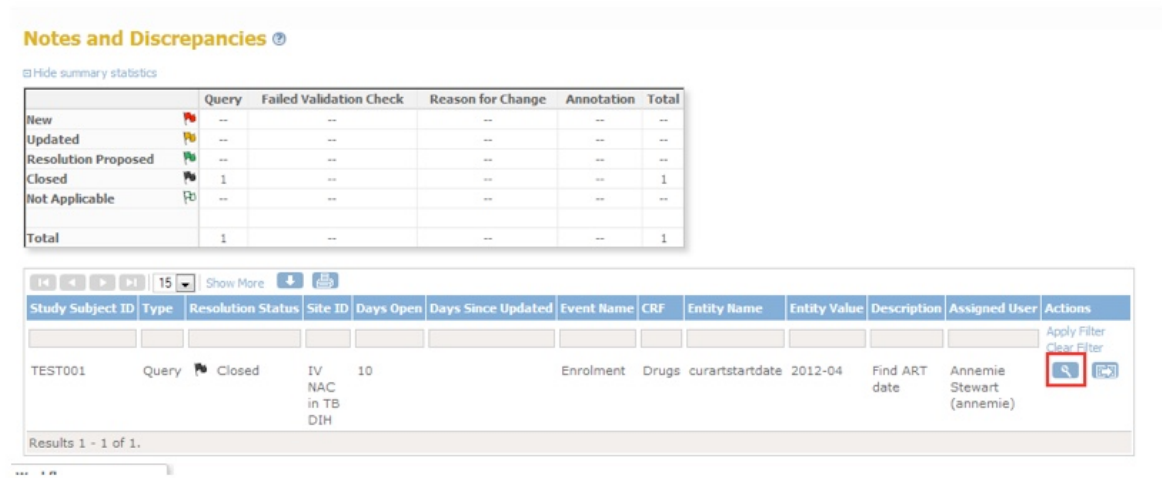 Notes and Discrepancies
Hide summary statistics
Query Failed Validation Check Reason for Change Annotation Total
New -- -- -- -- --
Updated -- -- -- -- --
Resolution Proposed -- -- -- -- --
Closed 1 -- -- -- 1
Not Applicable -- -- -- -- --
Total 1 -- -- -- 1
15 Show More
Study Subject ID Type Resolution Status Site ID Days Open Days Since Updated Event Name CRF Entity Name Entity Value Description Assigned User Actions
Apply Filter
Clear Filter
TEST001 Query Closed IV 10 Enrolment Drugs curartstartdate 2012-04 Find ART Annemie
NAC date Stewart
in TB (annemie)
DIH
Results 1 - 1 of 1.